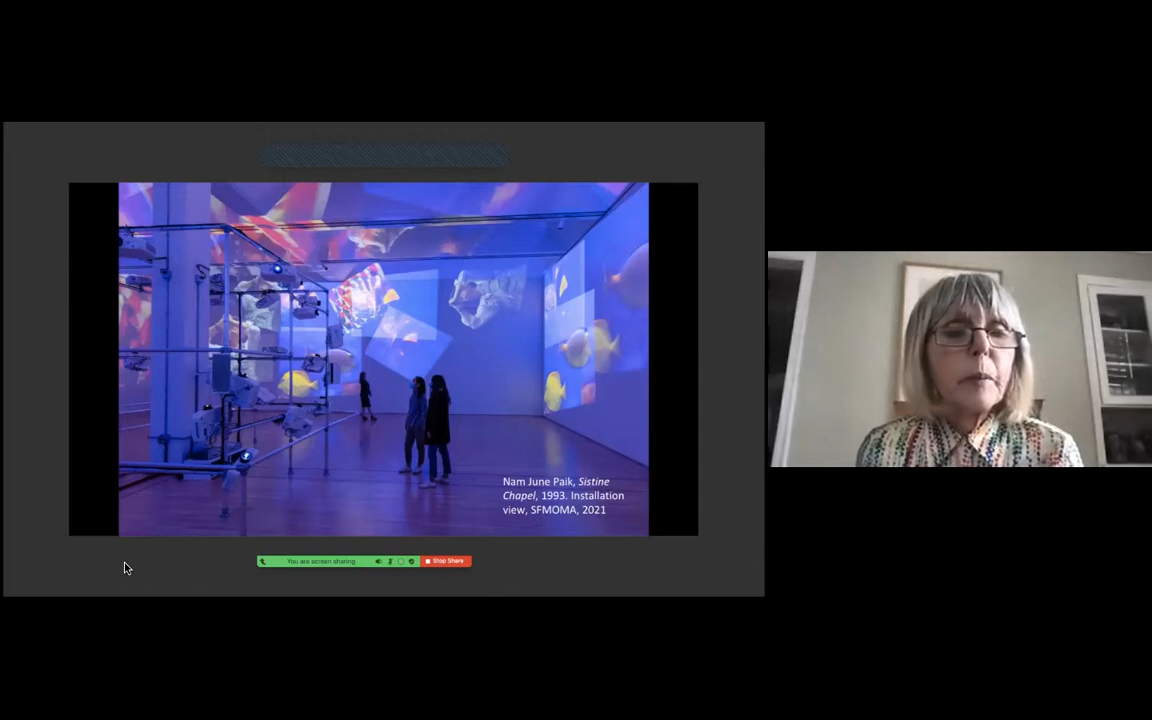 Nam June Paik, Sistine
Chapel, 1993. Installation
view, SFMOMA, 2021
You are screen sharing
Stop Share